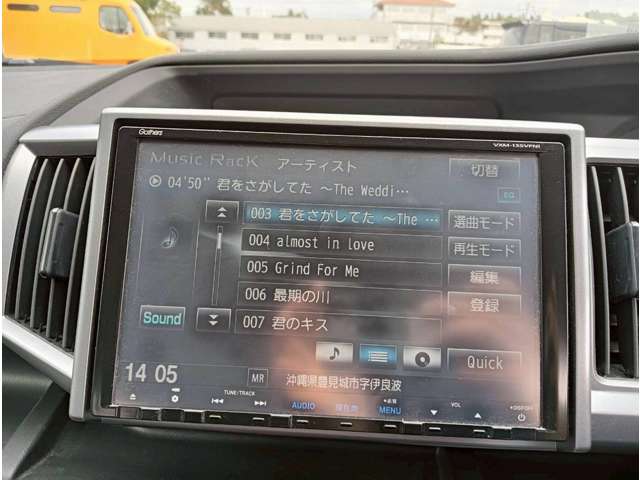 Gathers
VXM-135VFNi
Music Rack アーティスト 切替
04'50" 君をさがしてた ～The Weddi…
EQ
003 君をさがしてた ～The … 選曲モード
004 almost in love 再生モード
005 Grind For Me 編集
006 最期の川 登録
Sound 007 君のキス
Quick
14 05 MR 沖縄県豊見城市字伊良波
TUNE/TRACK AUDIO 現在地 MENU VOL